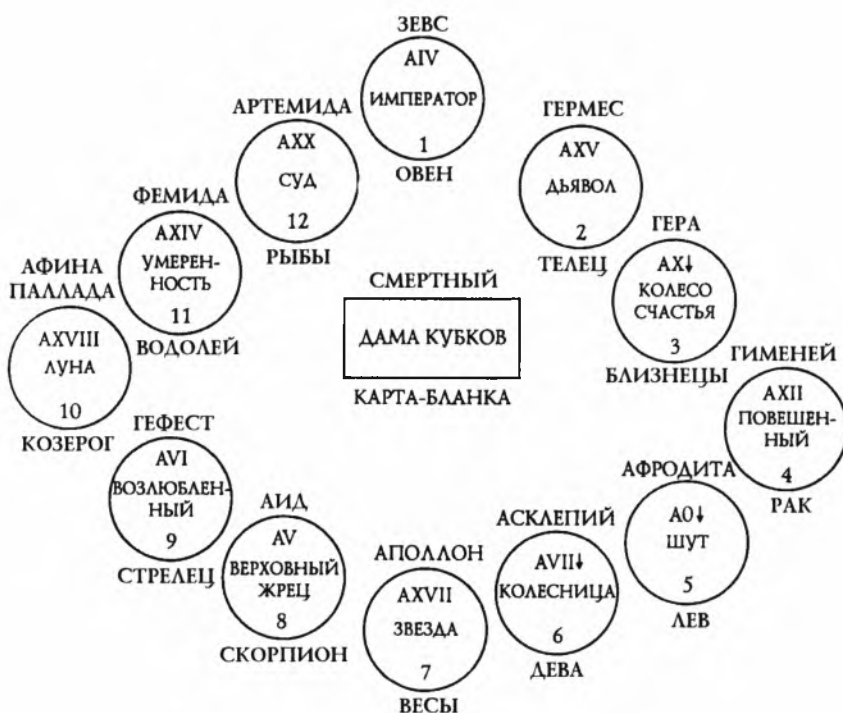 ЗЕВС
AIV
ИМПЕРАТОР
1
ОВЕН
ГЕРМЕС
AXV
ДЬЯВОЛ
2
ТЕЛЕЦ
ГЕРА
AX↓
КОЛЕСО
СЧАСТЬЯ
3
БЛИЗНЕЦЫ
ГИМЕНЕЙ
AXII
ПОВЕШЕН-
НЫЙ
4
РАК
АФРОДИТА
A0↓
ШУТ
5
ЛЕВ
АСКЛЕПИЙ
AVII↓
КОЛЕСНИЦА
6
ДЕВА
АПОЛЛОН
AXVII
ЗВЕЗДА
7
ВЕСЫ
АИД
AV
ВЕРХОВНЫЙ
ЖРЕЦ
8
СКОРПИОН
ГЕФЕСТ
AVI
ВОЗЛЮБЛЕН-
НЫЙ
9
СТРЕЛЕЦ
АФИНА
ПАЛЛАДА
AXVIII
ЛУНА
10
КОЗЕРОГ
ФЕМИДА
AXIV
УМЕРЕН-
НОСТЬ
11
ВОДОЛЕЙ
АРТЕМИДА
AXX
СУД
12
РЫБЫ
СМЕРТНЫЙ
ДАМА КУБКОВ
КАРТА-БЛАНКА